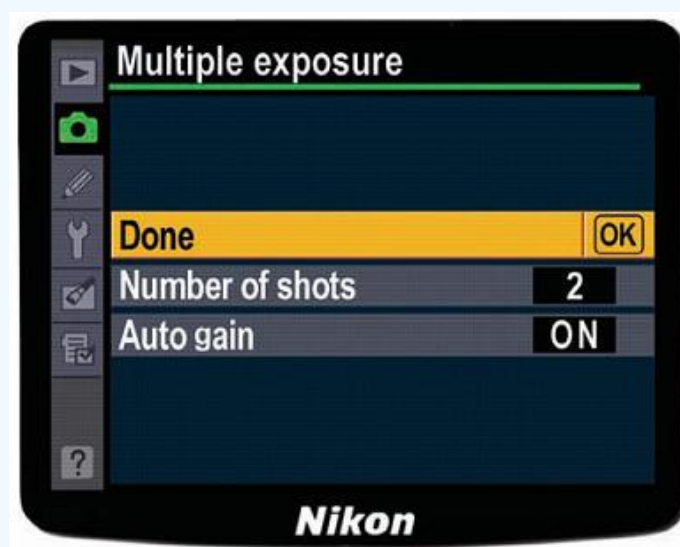 Multiple exposure
Done OK
Number of shots 2
Auto gain ON
?
Nikon